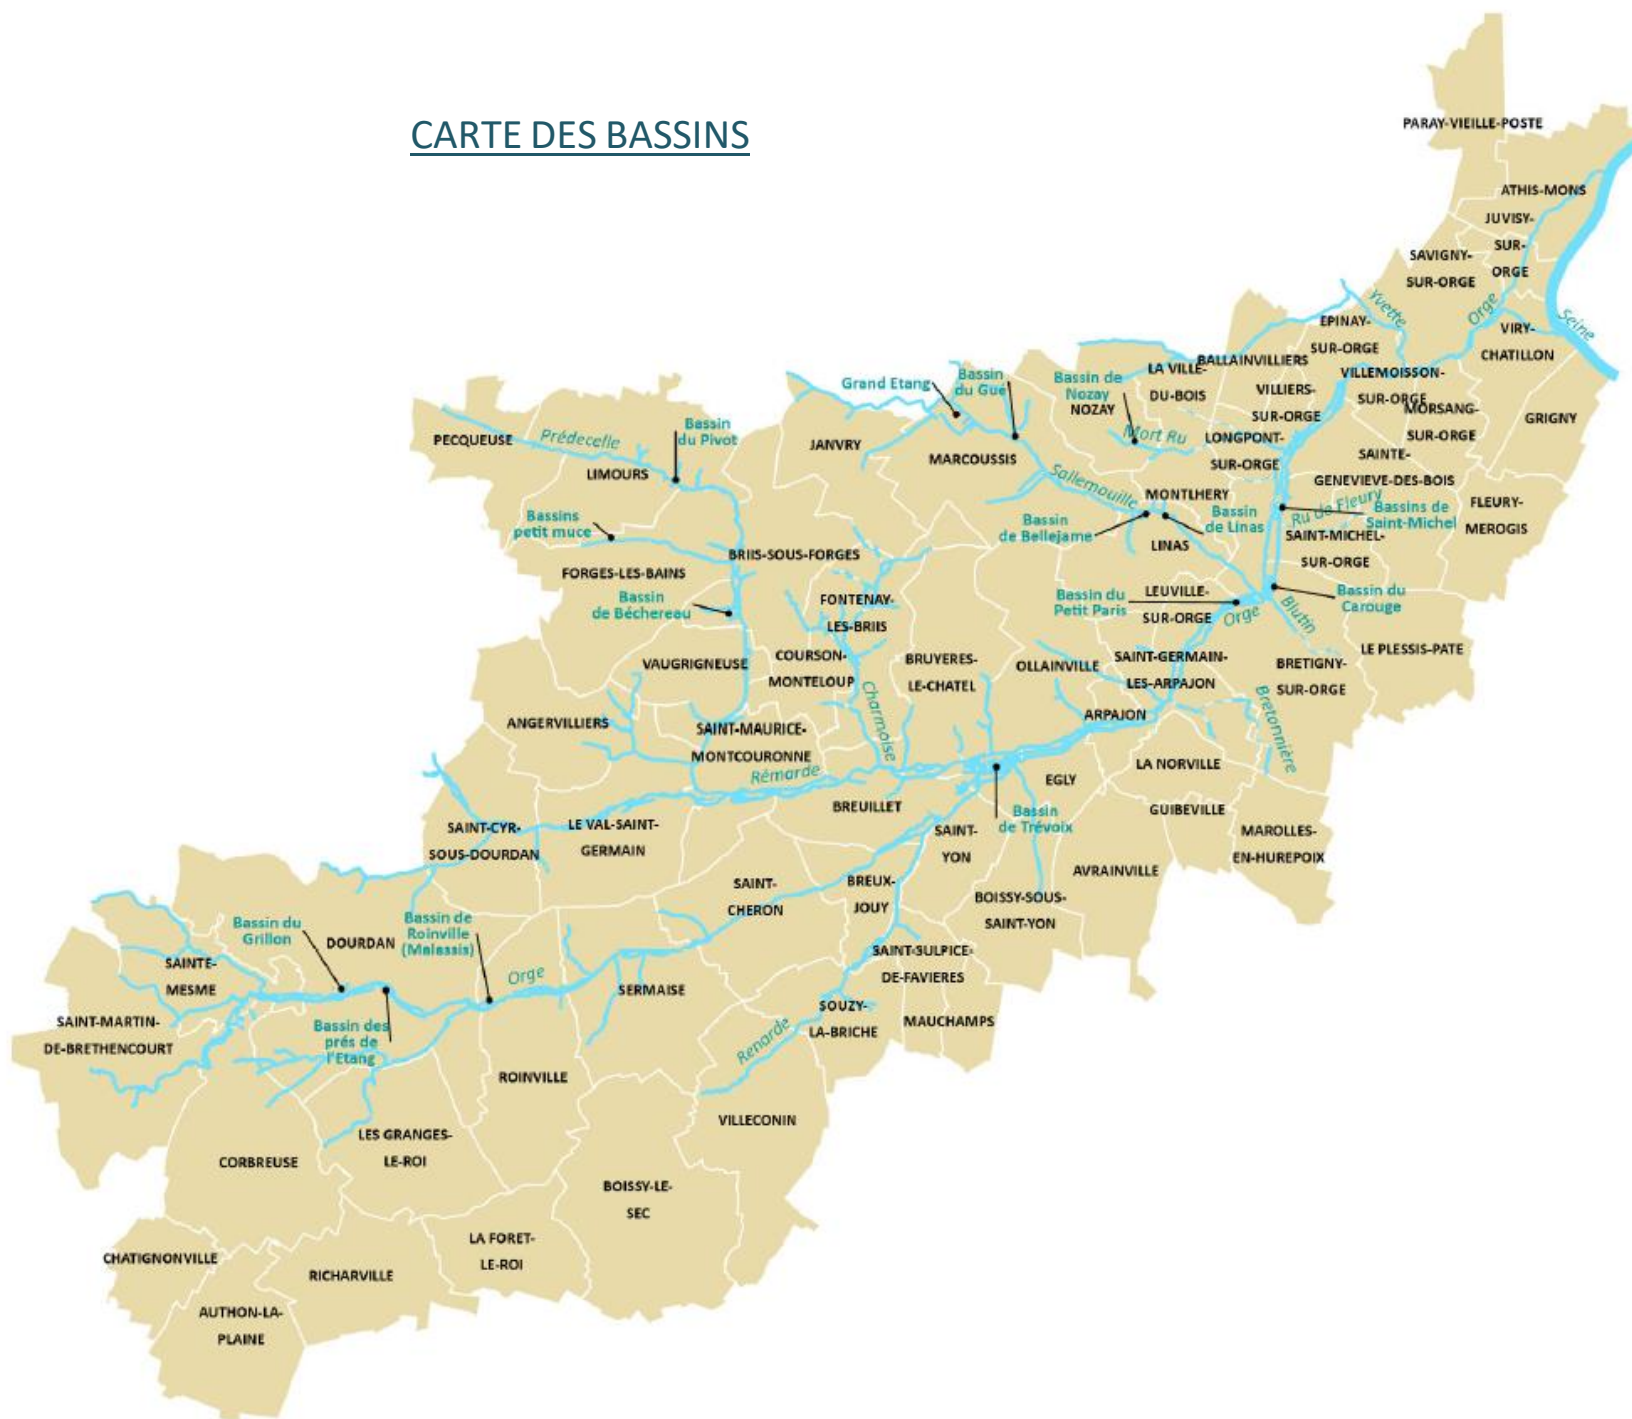 CARTE DES BASSINS
PARAY-VIEILLE-POSTE
ATHIS-MONS
JUVISY-
SUR-
ORGE
SAVIGNY-
SUR-ORGE
Yvette
Orge
Seine
VIRY-
CHATILLON
EPINAY-
SUR-ORGE
BALLAINVILLIERS
LA VILLE-
DU-BOIS
VILLEMOISSON-
SUR-ORGE
VILLIERS-
SUR-ORGE
MORSANG-
SUR-ORGE
GRIGNY
Grand Etang
Bassin
du Gué
Bassin de
Nozay
NOZAY
Mort Ru
LONGPONT-
SUR-ORGE
SAINTE-
GENEVIEVE-DES-BOIS
FLEURY-
MEROGIS
PECQUEUSE
Prédecelle
LIMOURS
Bassin
du Pivot
JANVRY
MARCOUSSIS
Sallemouille
MONTLHERY
Bassin
de Linas
Ru de Fleury
Bassins de
Saint-Michel
SAINT-MICHEL-
SUR-ORGE
Bassins
petit muce
Bassin
de Bellejame
LINAS
BRIIS-SOUS-FORGES
FORGES-LES-BAINS
Bassin
de Béchereau
FONTENAY-
LES-BRIIS
Bassin du
Petit Paris
LEUVILLE-
SUR-ORGE
Orge
Blutin
Bassin du
Carouge
LE PLESSIS-PATE
BRETIGNY-
SUR-ORGE
VAUGRIGNEUSE
COURSON-
MONTELOUP
BRUYERES-
LE-CHATEL
OLLAINVILLE
SAINT-GERMAIN-
LES-ARPAJON
Charmoise
Bretonnière
ANGERVILLIERS
SAINT-MAURICE-
MONTCOURONNE
ARPAJON
Rémarde
EGLY
LA NORVILLE
BREUILLET
Bassin
de Trévoix
GUIBEVILLE
SAINT-CYR-
SOUS-DOURDAN
LE VAL-SAINT-
GERMAIN
SAINT-
YON
MAROLLES-
EN-HUREPOIX
AVRAINVILLE
SAINT-
CHERON
BREUX-
JOUY
BOISSY-SOUS-
SAINT-YON
Bassin du
Grillon
DOURDAN
Bassin de
Roinville
(Malassis)
SAINTE-
MESME
Orge
SERMAISE
SAINT-SULPICE-
DE-FAVIERES
SAINT-MARTIN-
DE-BRETHENCOURT
Bassin des
prés de
l'Etang
SOUZY-
LA-BRICHE
MAUCHAMPS
Renarde
ROINVILLE
VILLECONIN
LES GRANGES-
LE-ROI
CORBREUSE
BOISSY-LE-
SEC
CHATIGNONVILLE
LA FORET-
LE-ROI
RICHARVILLE
AUTHON-LA-
PLAINE